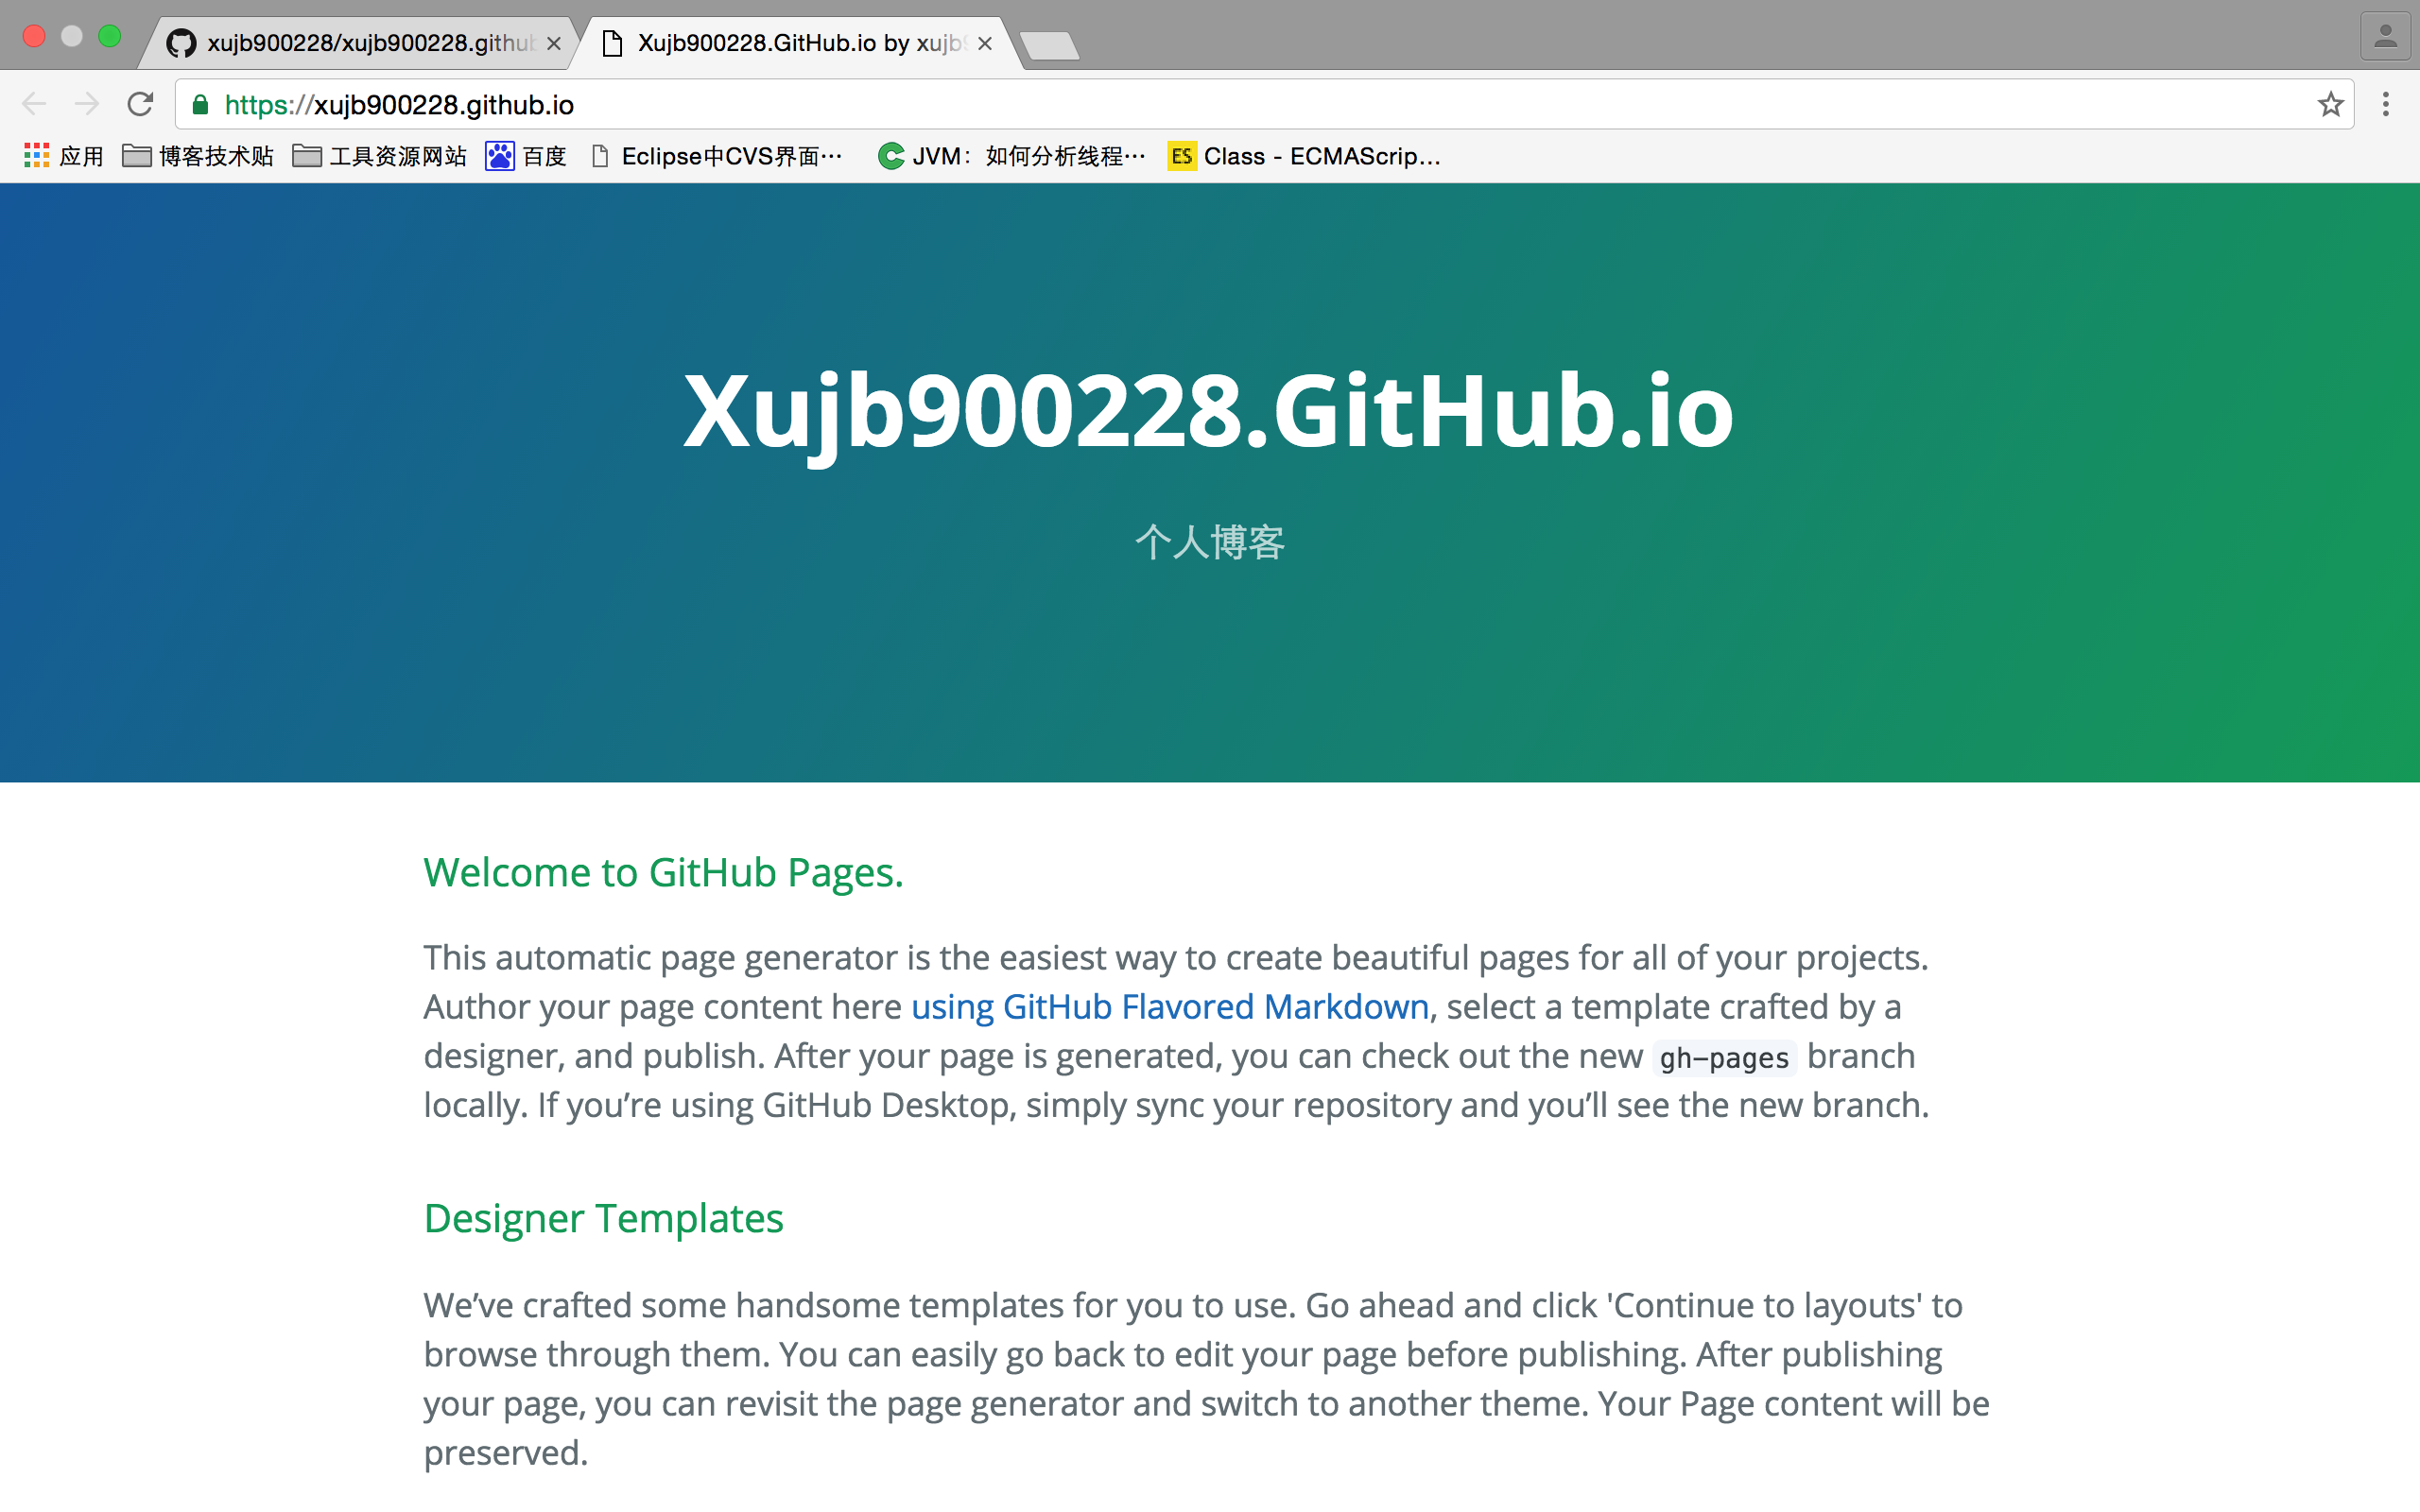 xujb900228/xujb900228.github
Xujb900228.GitHub.io by xujb9
https://xujb900228.github.io
应用 博客技术贴 工具资源网站 百度 Eclipse中CVS界面… JVM：如何分析线程… ES Class - ECMAScrip…
Xujb900228.GitHub.io
个人博客
Welcome to GitHub Pages.
This automatic page generator is the easiest way to create beautiful pages for all of your projects.
Author your page content here using GitHub Flavored Markdown, select a template crafted by a
designer, and publish. After your page is generated, you can check out the new gh-pages branch
locally. If you’re using GitHub Desktop, simply sync your repository and you’ll see the new branch.
Designer Templates
We’ve crafted some handsome templates for you to use. Go ahead and click 'Continue to layouts' to
browse through them. You can easily go back to edit your page before publishing. After publishing
your page, you can revisit the page generator and switch to another theme. Your Page content will be
preserved.